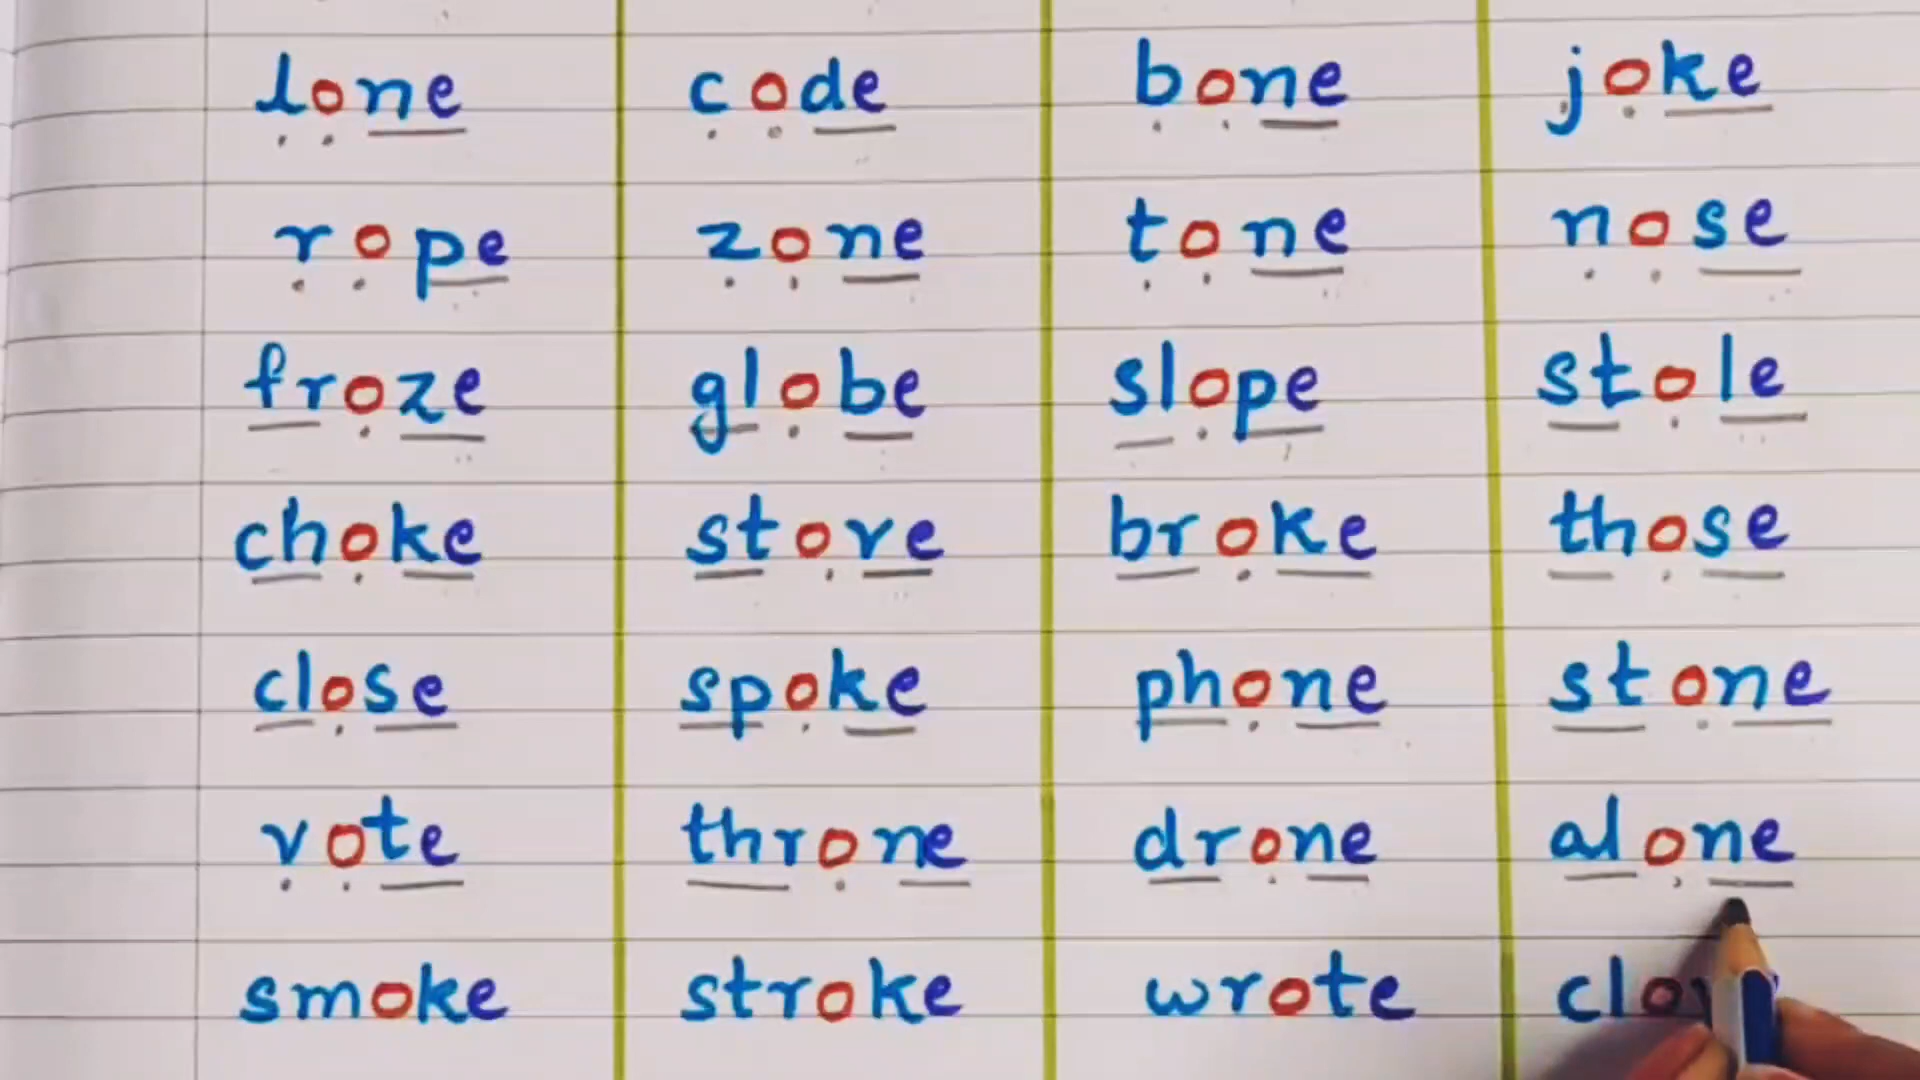 lone code bone joke
rope zone tone nose
froze globe slope stole
choke stove broke those
close spoke phone stone
vote throne drone alone
smoke stroke wrote